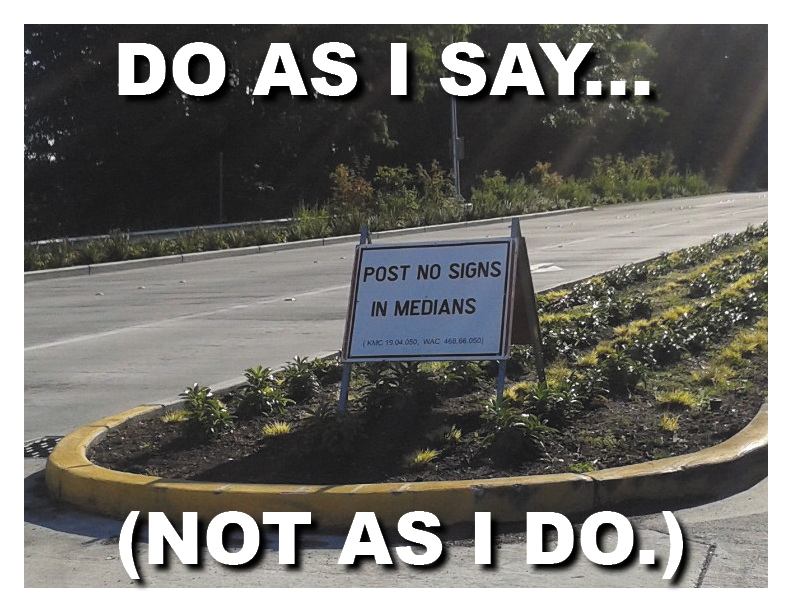 DO AS I SAY...
POST NO SIGNS
IN MEDIANS
( KMC 19.04.050, WAC 468.66.050)
(NOT AS I DO.)